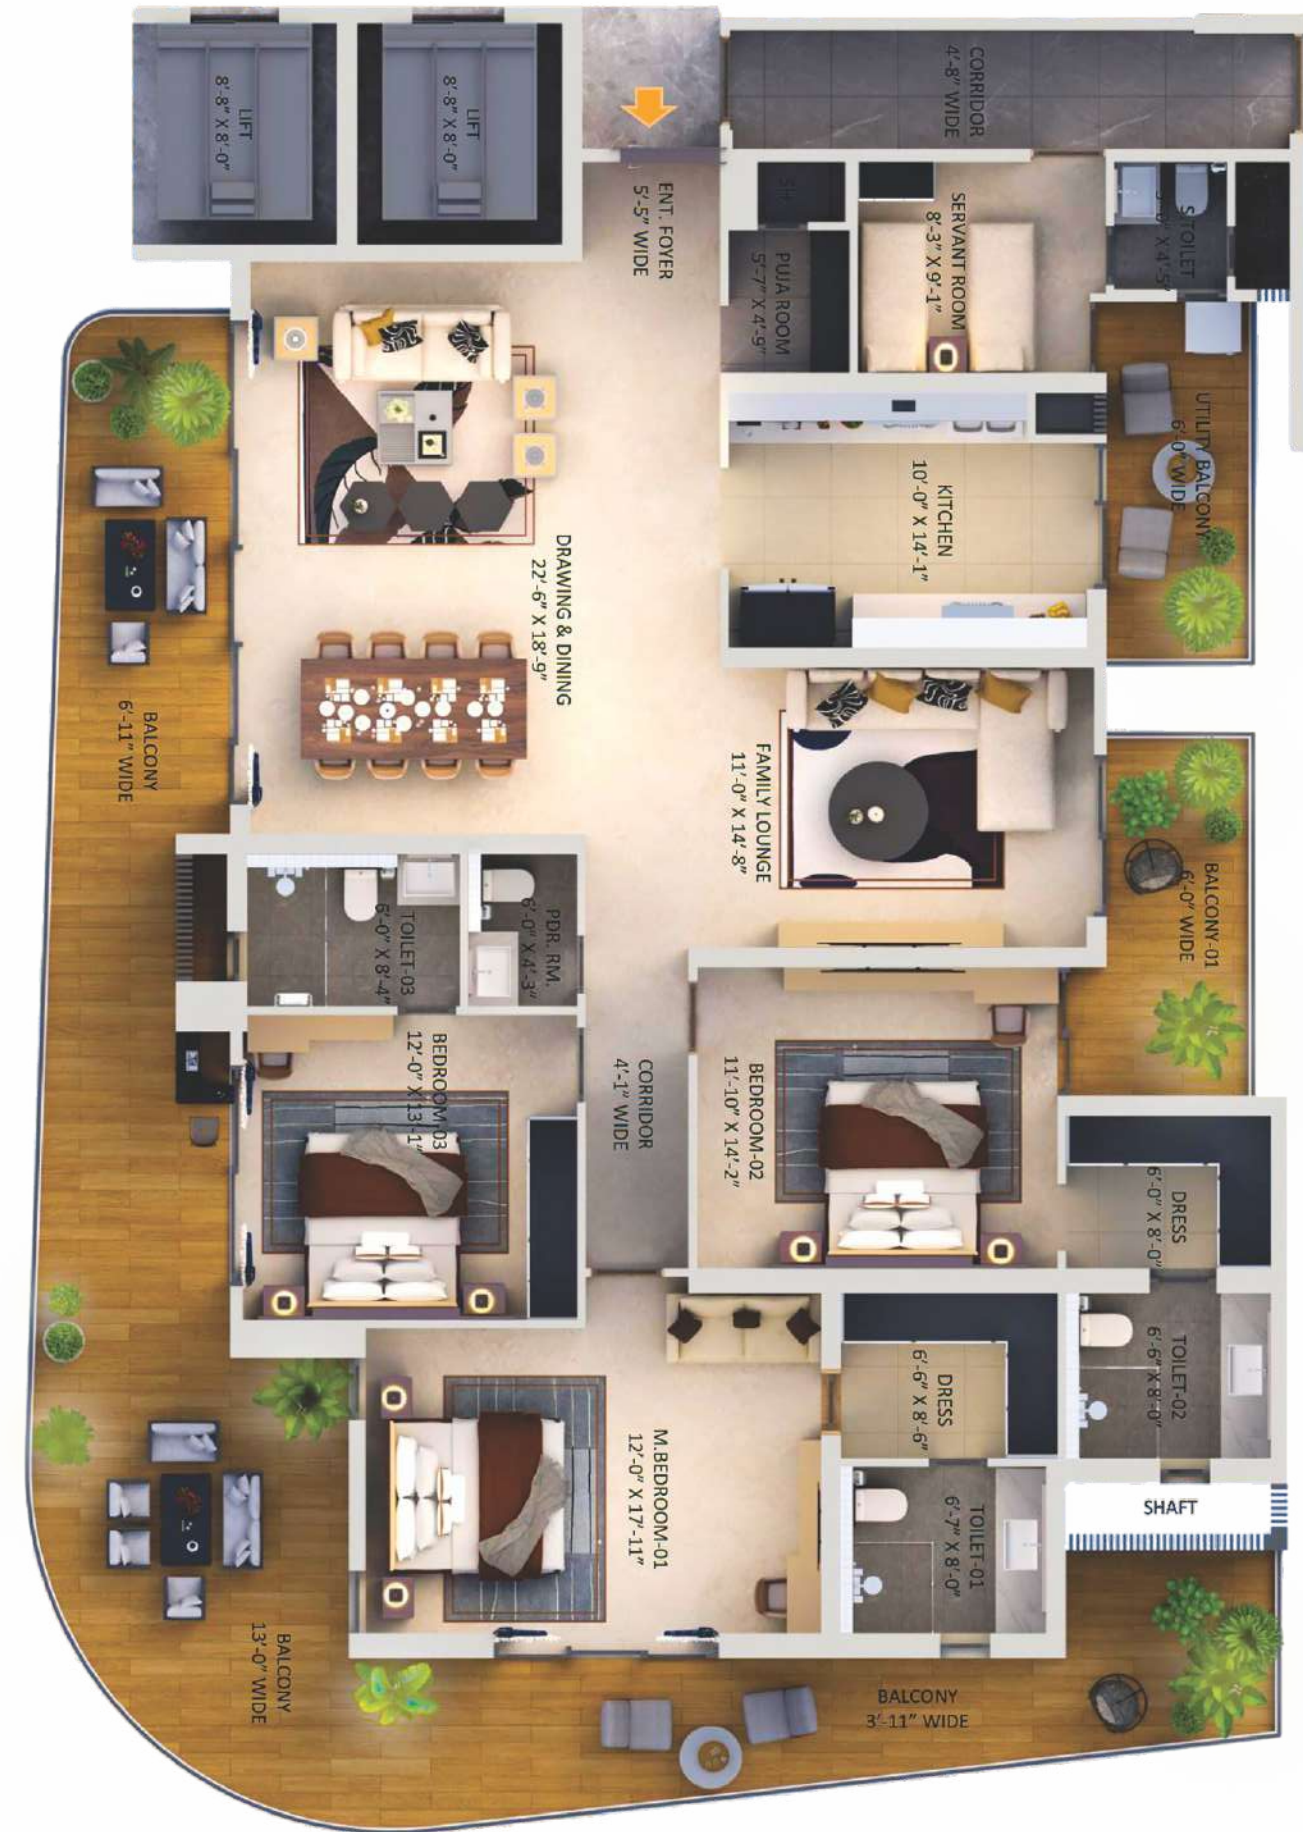 LIFT
8'-8" X 8'-0"
LIFT
8'-8" X 8'-0"
CORRIDOR
4'-8" WIDE
ENT. FOYER
5'-5" WIDE
PUJA ROOM
5'-7" X 4'-9"
SERVANT ROOM
8'-3" X 9'-1"
S.TOILET
X 4'-5"
UTILITY BALCONY
6'-0" WIDE
KITCHEN
10'-0" X 14'-1"
DRAWING & DINING
22'-6" X 18'-9"
BALCONY
6'-11" WIDE
FAMILY LOUNGE
11'-0" X 14'-8"
BALCONY-01
6'-0" WIDE
TOILET-03
6'-0" X 8'-4"
PDR. RM.
6'-0" X 4'-3"
BEDROOM-03
12'-0" X 13'-1"
CORRIDOR
4'-1" WIDE
BEDROOM-02
11'-10" X 14'-2"
DRESS
6'-0" X 8'-0"
TOILET-02
6'-6" X 8'-0"
DRESS
6'-6" X 8'-6"
M.BEDROOM-01
12'-0" X 17'-11"
TOILET-01
6'-7" X 8'-0"
SHAFT
BALCONY
13'-0" WIDE
BALCONY
3'-11" WIDE